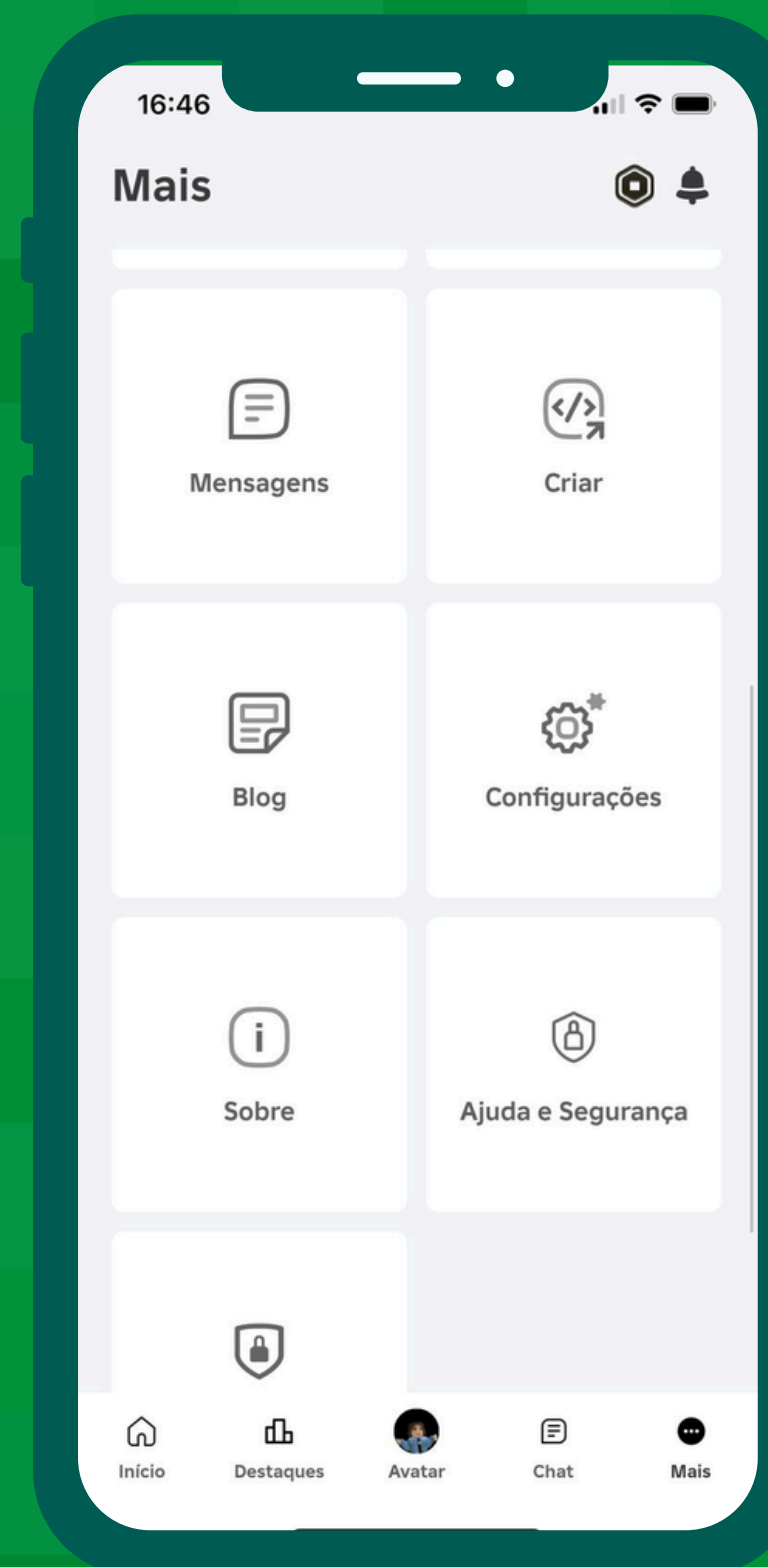 16:46
Mais
Mensagens
Criar
Blog
Configurações
Sobre
Ajuda e Segurança
Início
Destaques
Avatar
Chat
Mais